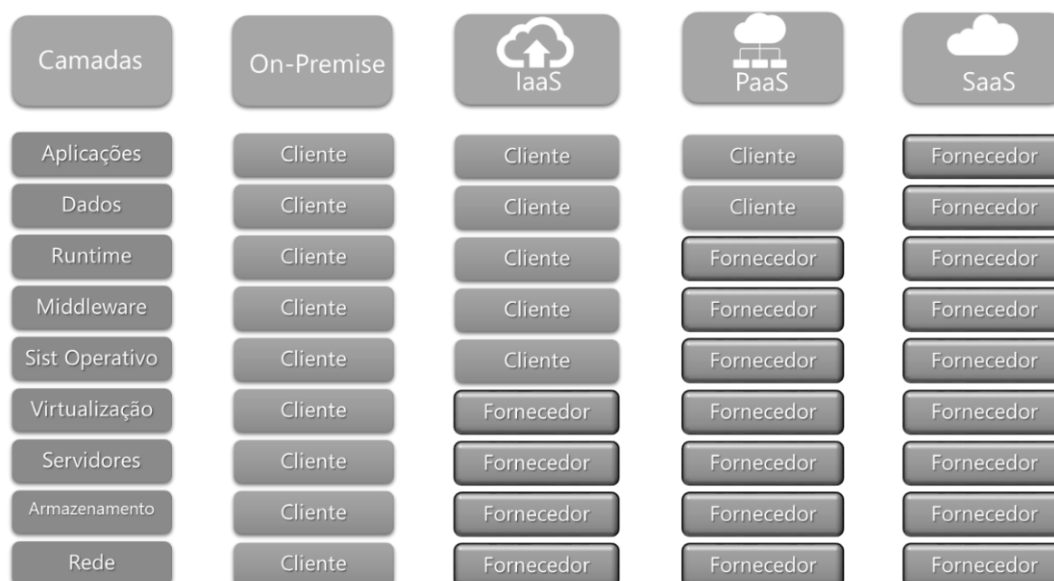 Camadas On-Premise IaaS PaaS SaaS
Aplicações Cliente Cliente Cliente Fornecedor
Dados Cliente Cliente Cliente Fornecedor
Runtime Cliente Cliente Fornecedor Fornecedor
Middleware Cliente Cliente Fornecedor Fornecedor
Sist Operativo Cliente Cliente Fornecedor Fornecedor
Virtualização Cliente Fornecedor Fornecedor Fornecedor
Servidores Cliente Fornecedor Fornecedor Fornecedor
Armazenamento Cliente Fornecedor Fornecedor Fornecedor
Rede Cliente Fornecedor Fornecedor Fornecedor